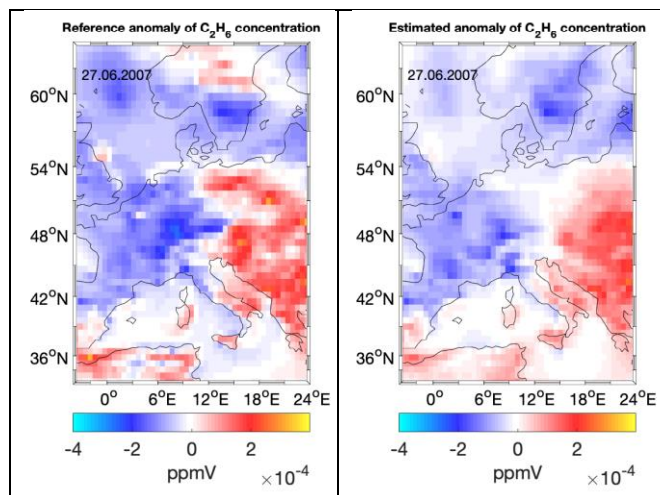 Reference anomaly of C₂H₆ concentration
27.06.2007
60°N
54°N
48°N
42°N
36°N
0°E
6°E
12°E
18°E
24°E
-4
-2
0
2
ppmV
×10⁻⁴
Estimated anomaly of C₂H₆ concentration
27.06.2007
60°N
54°N
48°N
42°N
36°N
0°E
6°E
12°E
18°E
24°E
-4
-2
0
2
ppmV
×10⁻⁴